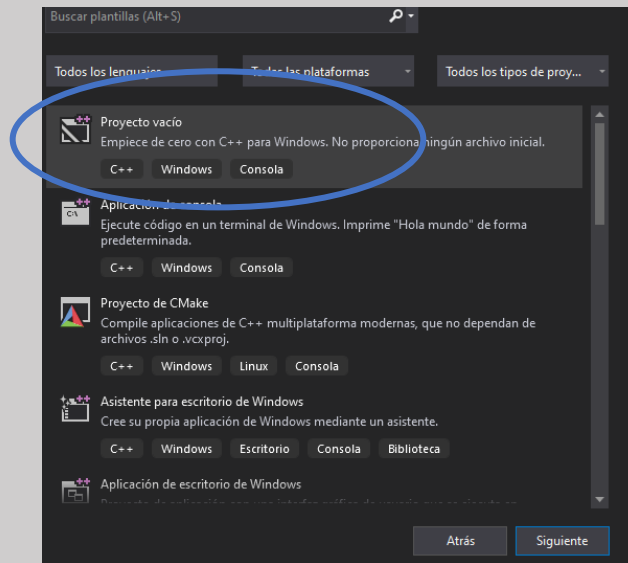 Buscar plantillas (Alt+S)
Todos los lenguajes Todas las plataformas Todos los tipos de proy...
Proyecto vacío
Empiece de cero con C++ para Windows. No proporciona ningún archivo inicial.
C++ Windows Consola
Aplicación de consola
Ejecute código en un terminal de Windows. Imprime "Hola mundo" de forma
predeterminada.
C++ Windows Consola
Proyecto de CMake
Compile aplicaciones de C++ multiplataforma modernas, que no dependan de
archivos .sln o .vcxproj.
C++ Windows Linux Consola
Asistente para escritorio de Windows
Cree su propia aplicación de Windows mediante un asistente.
C++ Windows Escritorio Consola Biblioteca
Aplicación de escritorio de Windows
Atrás Siguiente